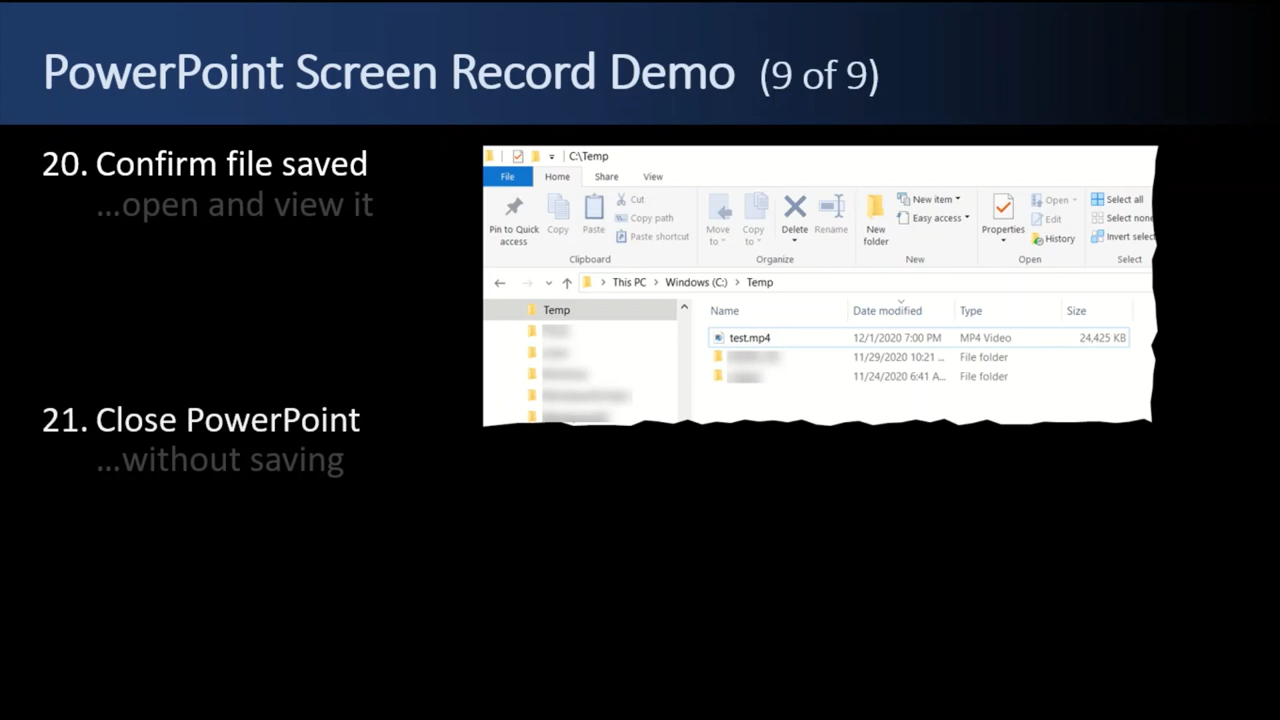 PowerPoint Screen Record Demo (9 of 9)
20. Confirm file saved
...open and view it
21. Close PowerPoint
...without saving
C:\Temp
File Home Share View
Pin to Quick access
Copy
Paste
Cut
Copy path
Paste shortcut
Clipboard
Move to
Copy to
Delete
Rename
Organize
New folder
New item
Easy access
New
Properties
Open
Edit
History
Open
Select all
Select none
Invert selec
Select
This PC > Windows (C:) > Temp
Temp
Name Date modified Type Size
test.mp4 12/1/2020 7:00 PM MP4 Video 24,425 KB
11/29/2020 10:21 ... File folder
11/24/2020 6:41 A... File folder